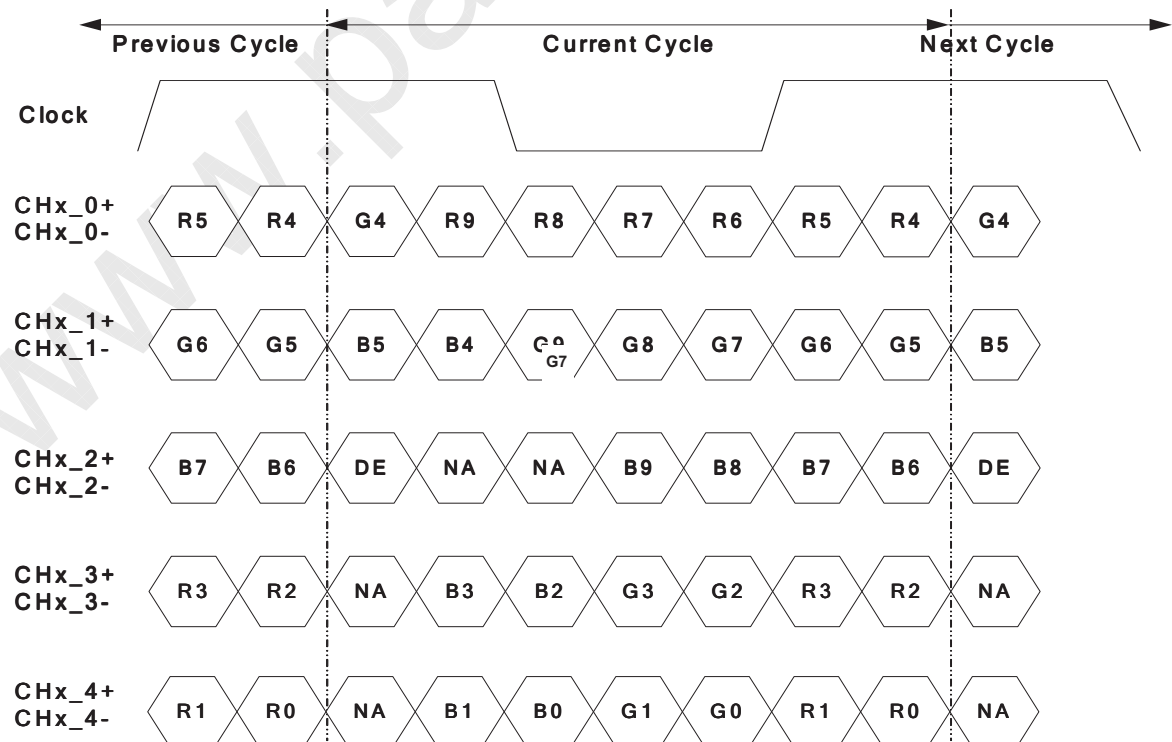 Previous Cycle Current Cycle Next Cycle
Clock
CHx_0+
CHx_0-
R5 R4 G4 R9 R8 R7 R6 R5 R4 G4
CHx_1+
CHx_1-
G6 G5 B5 B4 G7 G8 G7 G6 G5 B5
CHx_2+
CHx_2-
B7 B6 DE NA NA B9 B8 B7 B6 DE
CHx_3+
CHx_3-
R3 R2 NA B3 B2 G3 G2 R3 R2 NA
CHx_4+
CHx_4-
R1 R0 NA B1 B0 G1 G0 R1 R0 NA
www.pa